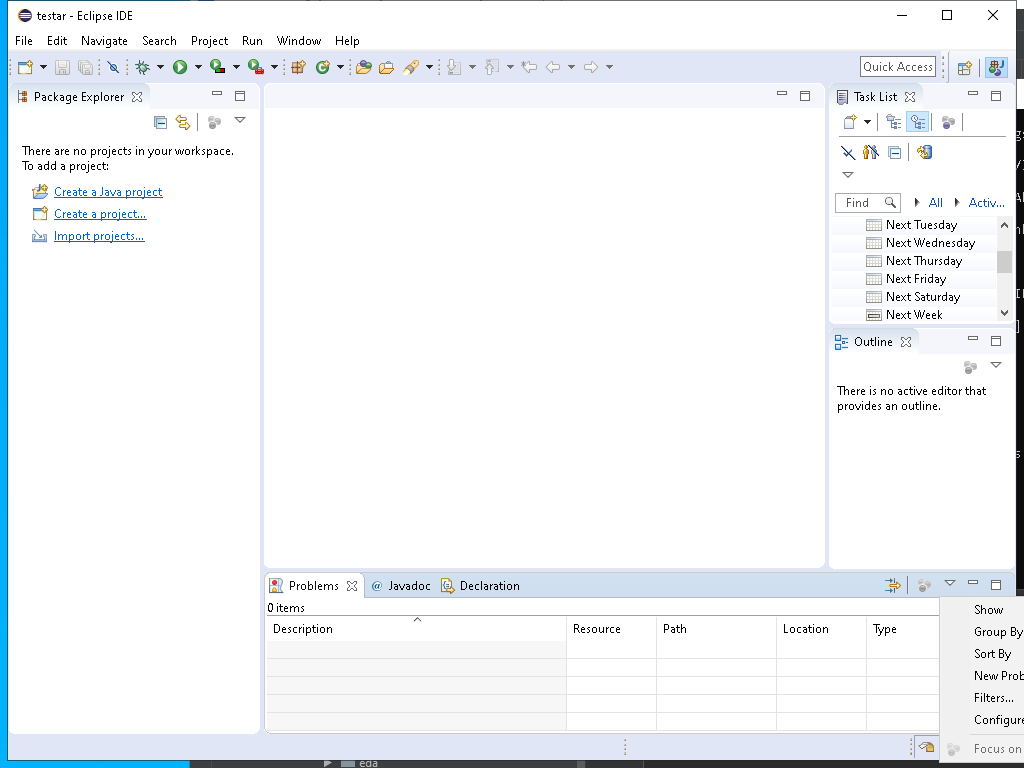 testar - Eclipse IDE
File Edit Navigate Search Project Run Window Help
Quick Access
Package Explorer
There are no projects in your workspace.
To add a project:
Create a Java project
Create a project...
Import projects...
Task List
Find All Activ...
Next Tuesday
Next Wednesday
Next Thursday
Next Friday
Next Saturday
Next Week
Outline
There is no active editor that
provides an outline.
Problems @ Javadoc Declaration
0 items
Description Resource Path Location Type
Show
Group By
Sort By
New Prob
Filters...
Configure
Focus on
eda